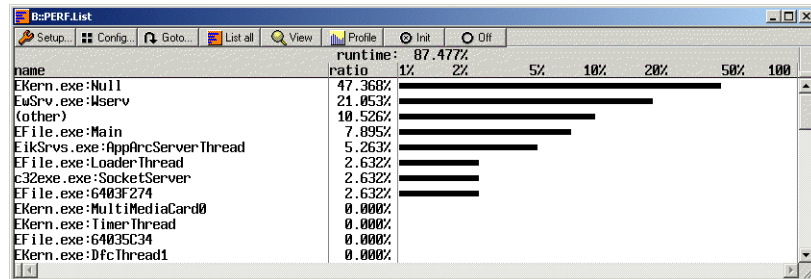 B::PERF.List
Setup... Config... Goto... List all View Profile Init Off
runtime: 87.477%
name ratio 1% 2% 5% 10% 20% 50% 100
EKern.exe:Null 47.368%
EwSrv.exe:Wserv 21.053%
(other) 10.526%
EFile.exe:Main 7.895%
EikSrvs.exe:AppArcServerThread 5.263%
EFile.exe:LoaderThread 2.632%
c32exe.exe:SocketServer 2.632%
EFile.exe:6403F274 2.632%
EKern.exe:MultiMediaCard0 0.000%
EKern.exe:TimerThread 0.000%
EFile.exe:64035C34 0.000%
EKern.exe:DfcThread1 0.000%